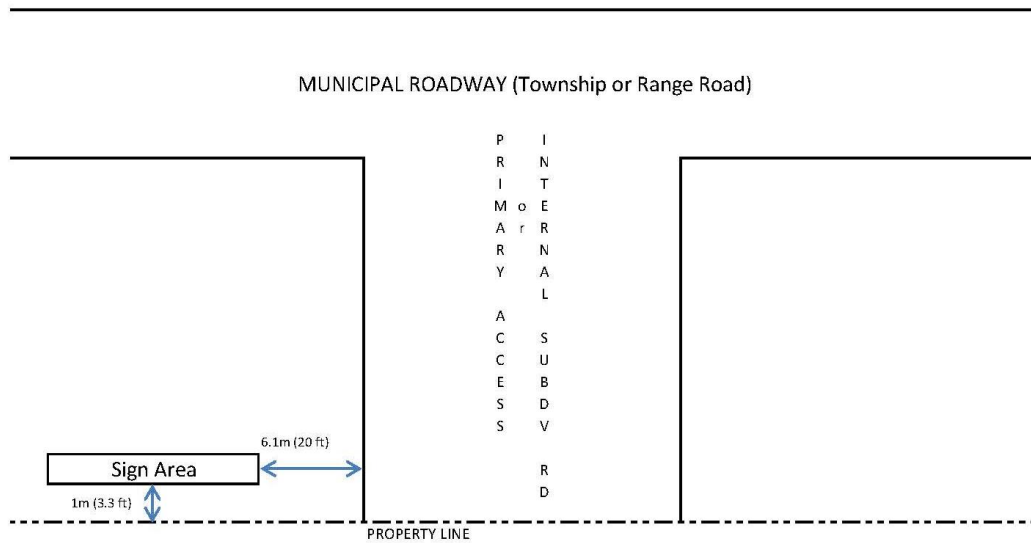 MUNICIPAL ROADWAY (Township or Range Road)
PRIMARY ACCESS
or
INTERNAL SUBDV RD
6.1m (20 ft)
Sign Area
1m (3.3 ft)
PROPERTY LINE